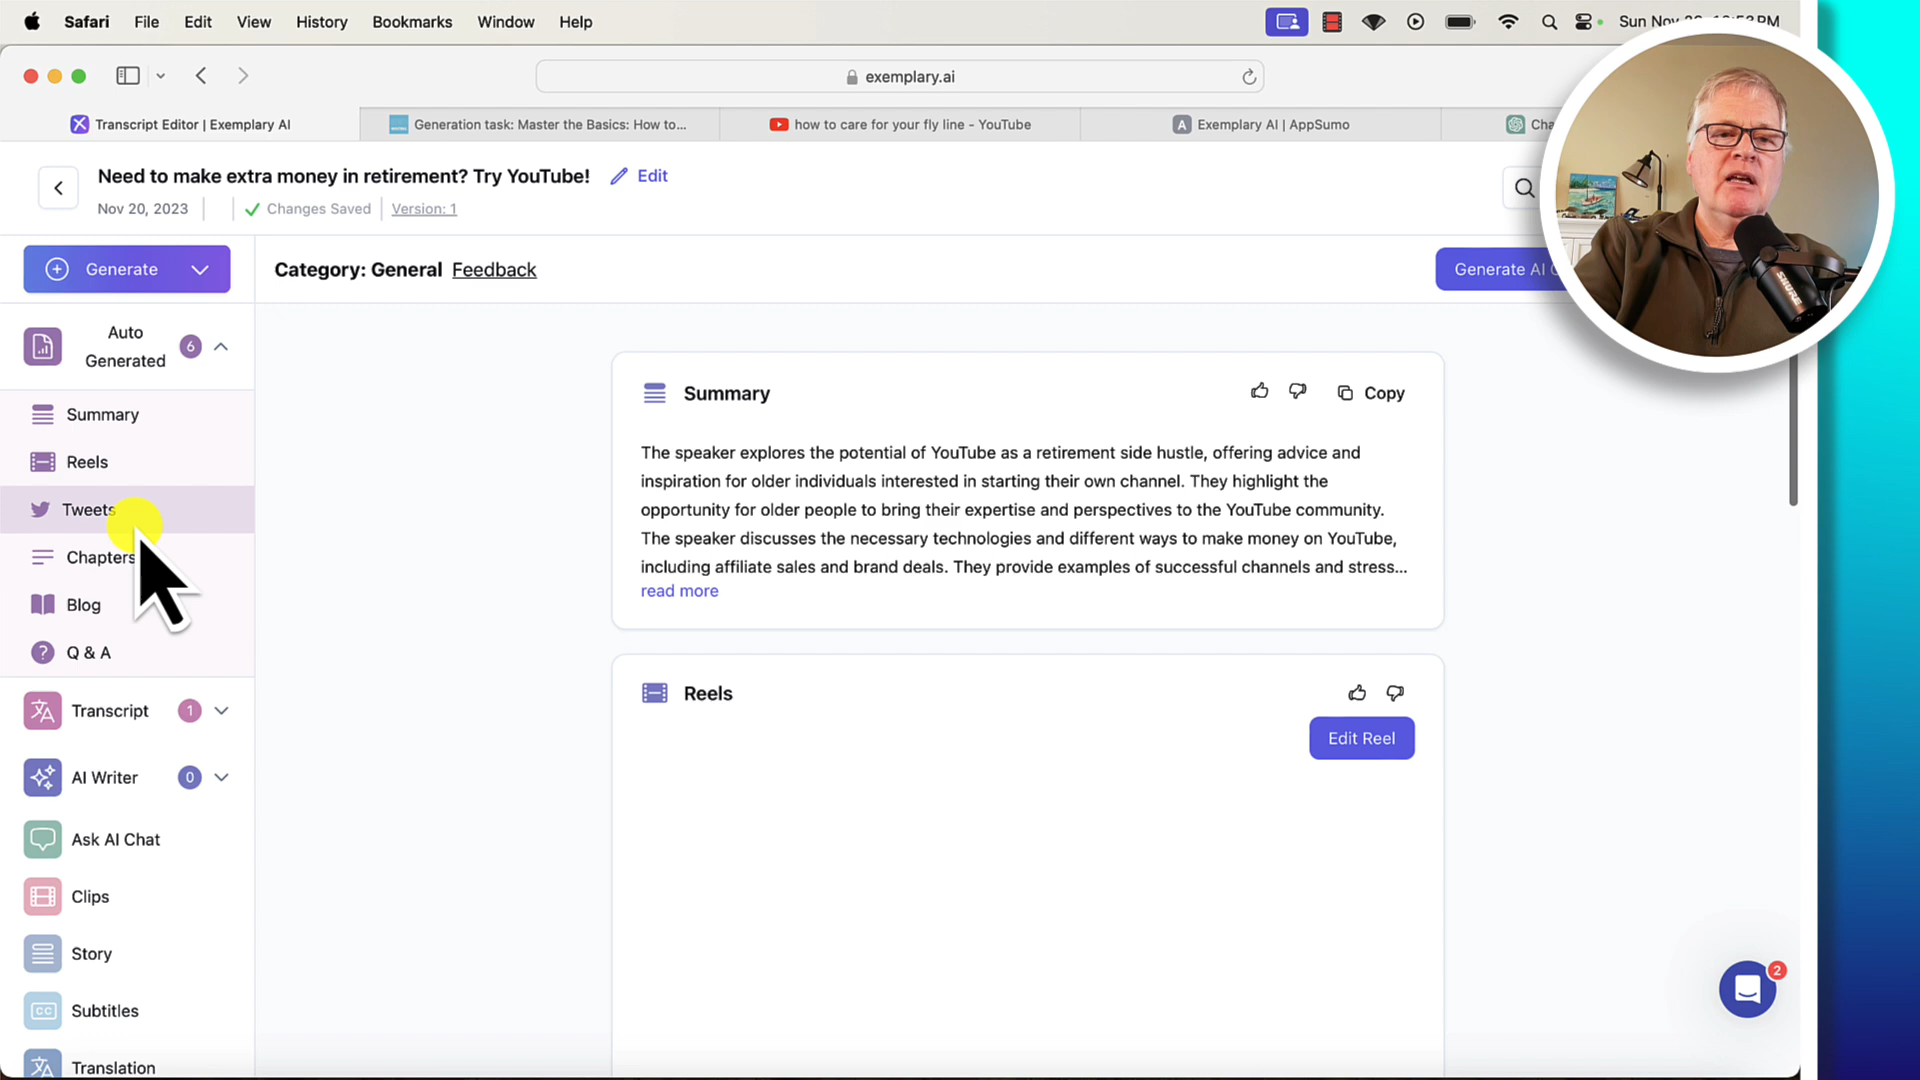 Safari File Edit View History Bookmarks Window Help
Sun Nov
PM
exemplary.ai
Transcript Editor | Exemplary AI
Generation task: Master the Basics: How to...
how to care for your fly line - YouTube
A Exemplary AI | AppSumo
Need to make extra money in retirement? Try YouTube!
Edit
Nov 20, 2023
Changes Saved
Version: 1
Generate
Category: General Feedback
Generate AI
Auto
Generated
6
Summary
Reels
Tweets
Chapters
Blog
? Q & A
Transcript 1
AI Writer 0
Ask AI Chat
Clips
Story
CC Subtitles
Translation
Summary
Copy
The speaker explores the potential of YouTube as a retirement side hustle, offering advice and
inspiration for older individuals interested in starting their own channel. They highlight the
opportunity for older people to bring their expertise and perspectives to the YouTube community.
The speaker discusses the necessary technologies and different ways to make money on YouTube,
including affiliate sales and brand deals. They provide examples of successful channels and stress...
read more
Reels
Edit Reel
2
SHURE